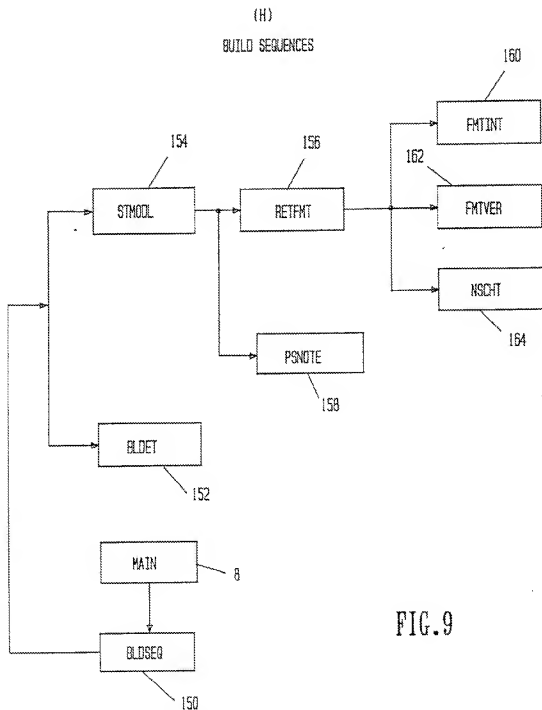 (H)
BUILD SEQUENCES
160
FMTINT
154
156
162
STMODL
RETFMT
FMTVER
NSCHT
164
PSNOTE
158
BLDET
152
MAIN
8
FIG.9
BLDSEQ
150